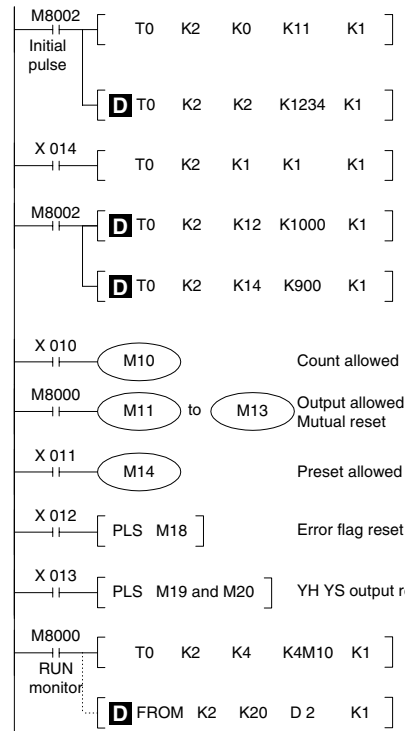 M8002
T0 K2 K0 K11 K1
Initial
pulse
D T0 K2 K2 K1234 K1
X 014
T0 K2 K1 K1 K1
M8002
D T0 K2 K12 K1000 K1
D T0 K2 K14 K900 K1
X 010
M10 Count allowed
M8000
M11 to M13 Output allowed
Mutual reset
X 011
M14 Preset allowed
X 012
PLS M18 Error flag reset
X 013
PLS M19 and M20 YH YS output
M8000
T0 K2 K4 K4M10 K1
RUN
monitor
D FROM K2 K20 D 2 K1